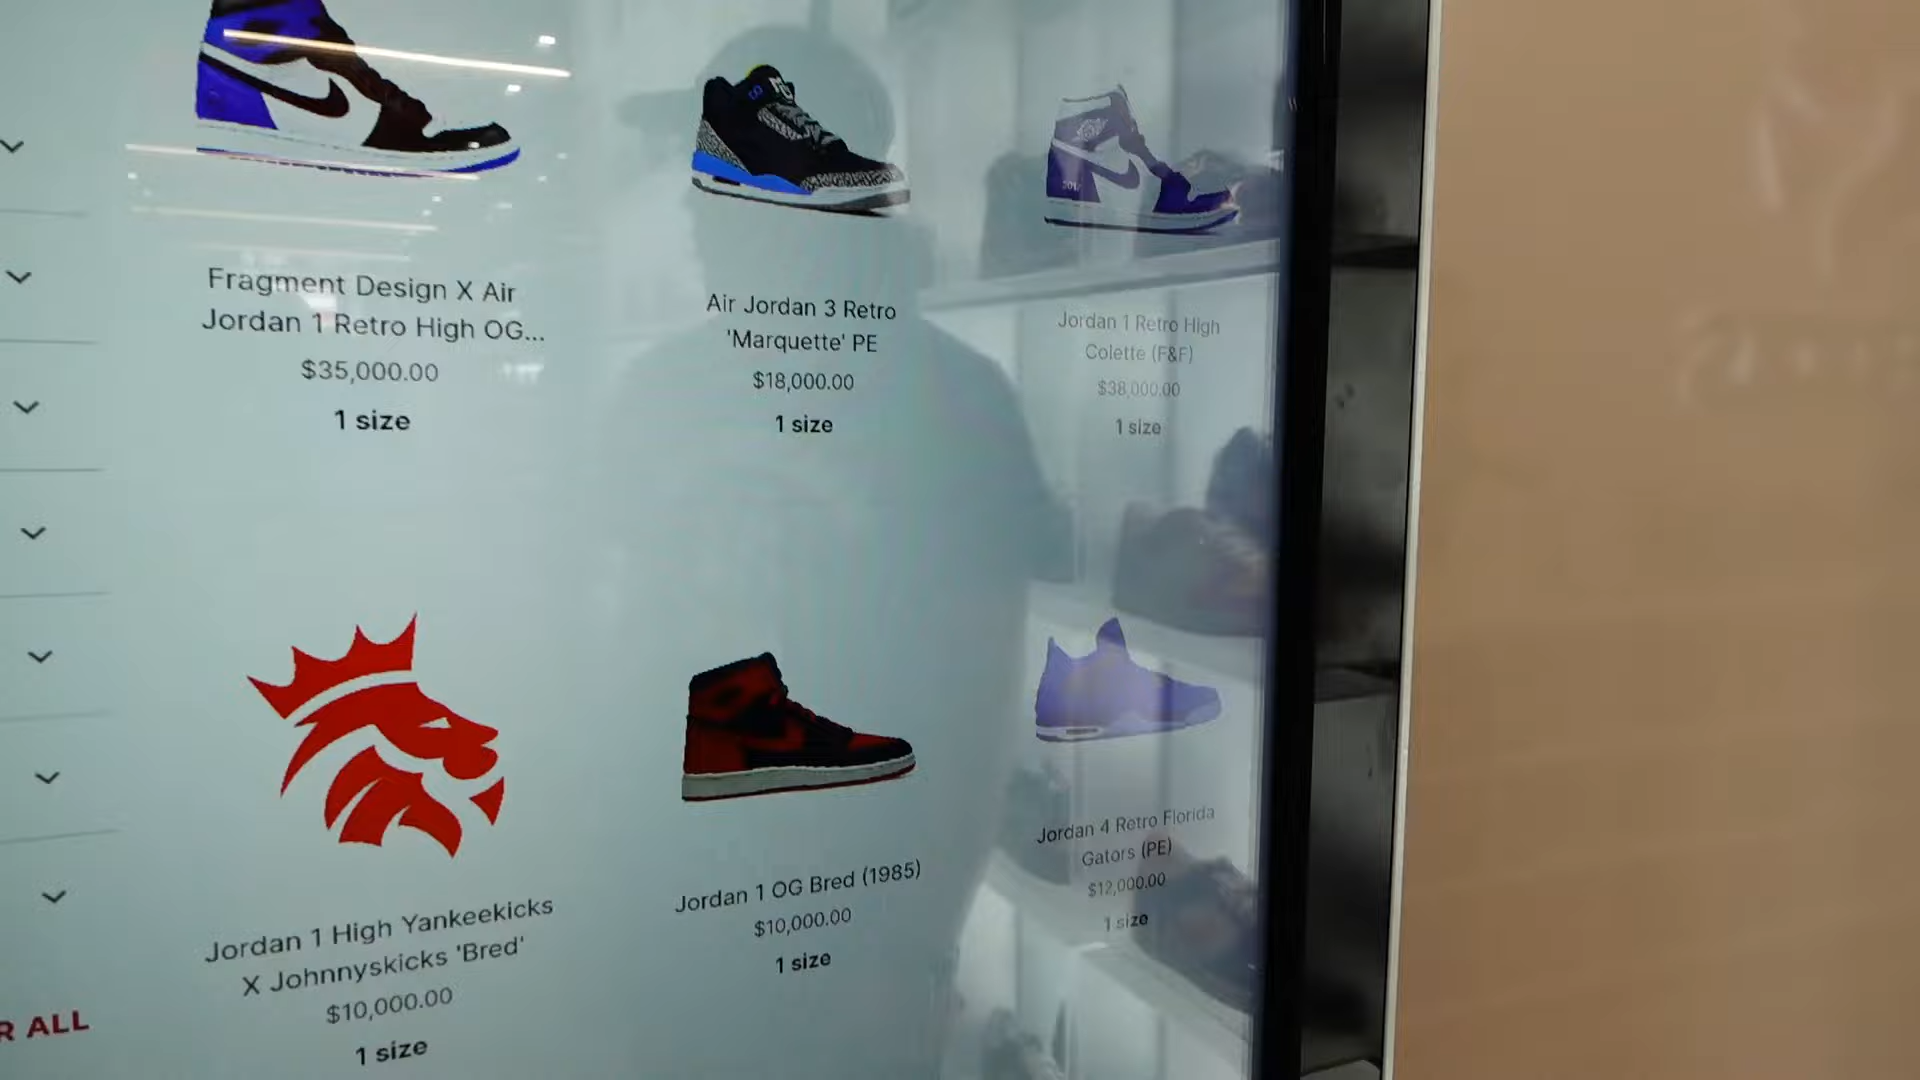 Fragment Design X Air
Jordan 1 Retro High OG...
$35,000.00
1 size
Air Jordan 3 Retro
'Marquette' PE
$18,000.00
1 size
Jordan 1 Retro High
Colette (F&F)
$38,000.00
1 size
Jordan 1 High Yankeekicks
X Johnnyskicks 'Bred'
$10,000.00
1 size
Jordan 1 OG Bred (1985)
$10,000.00
1 size
Jordan 4 Retro Florida
Gators (PE)
$12,000.00
1 size
R ALL